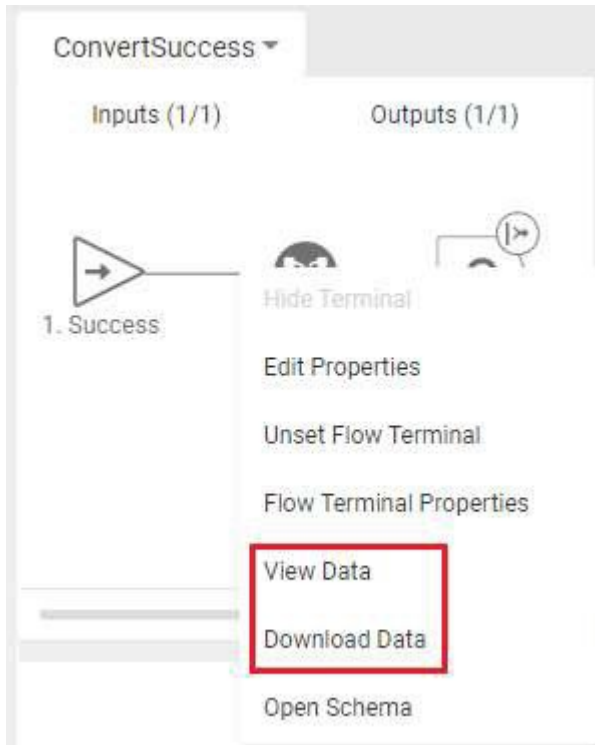 ConvertSuccess
Inputs (1/1)
Outputs (1/1)
1. Success
Hide Terminal
Edit Properties
Unset Flow Terminal
Flow Terminal Properties
View Data
Download Data
Open Schema